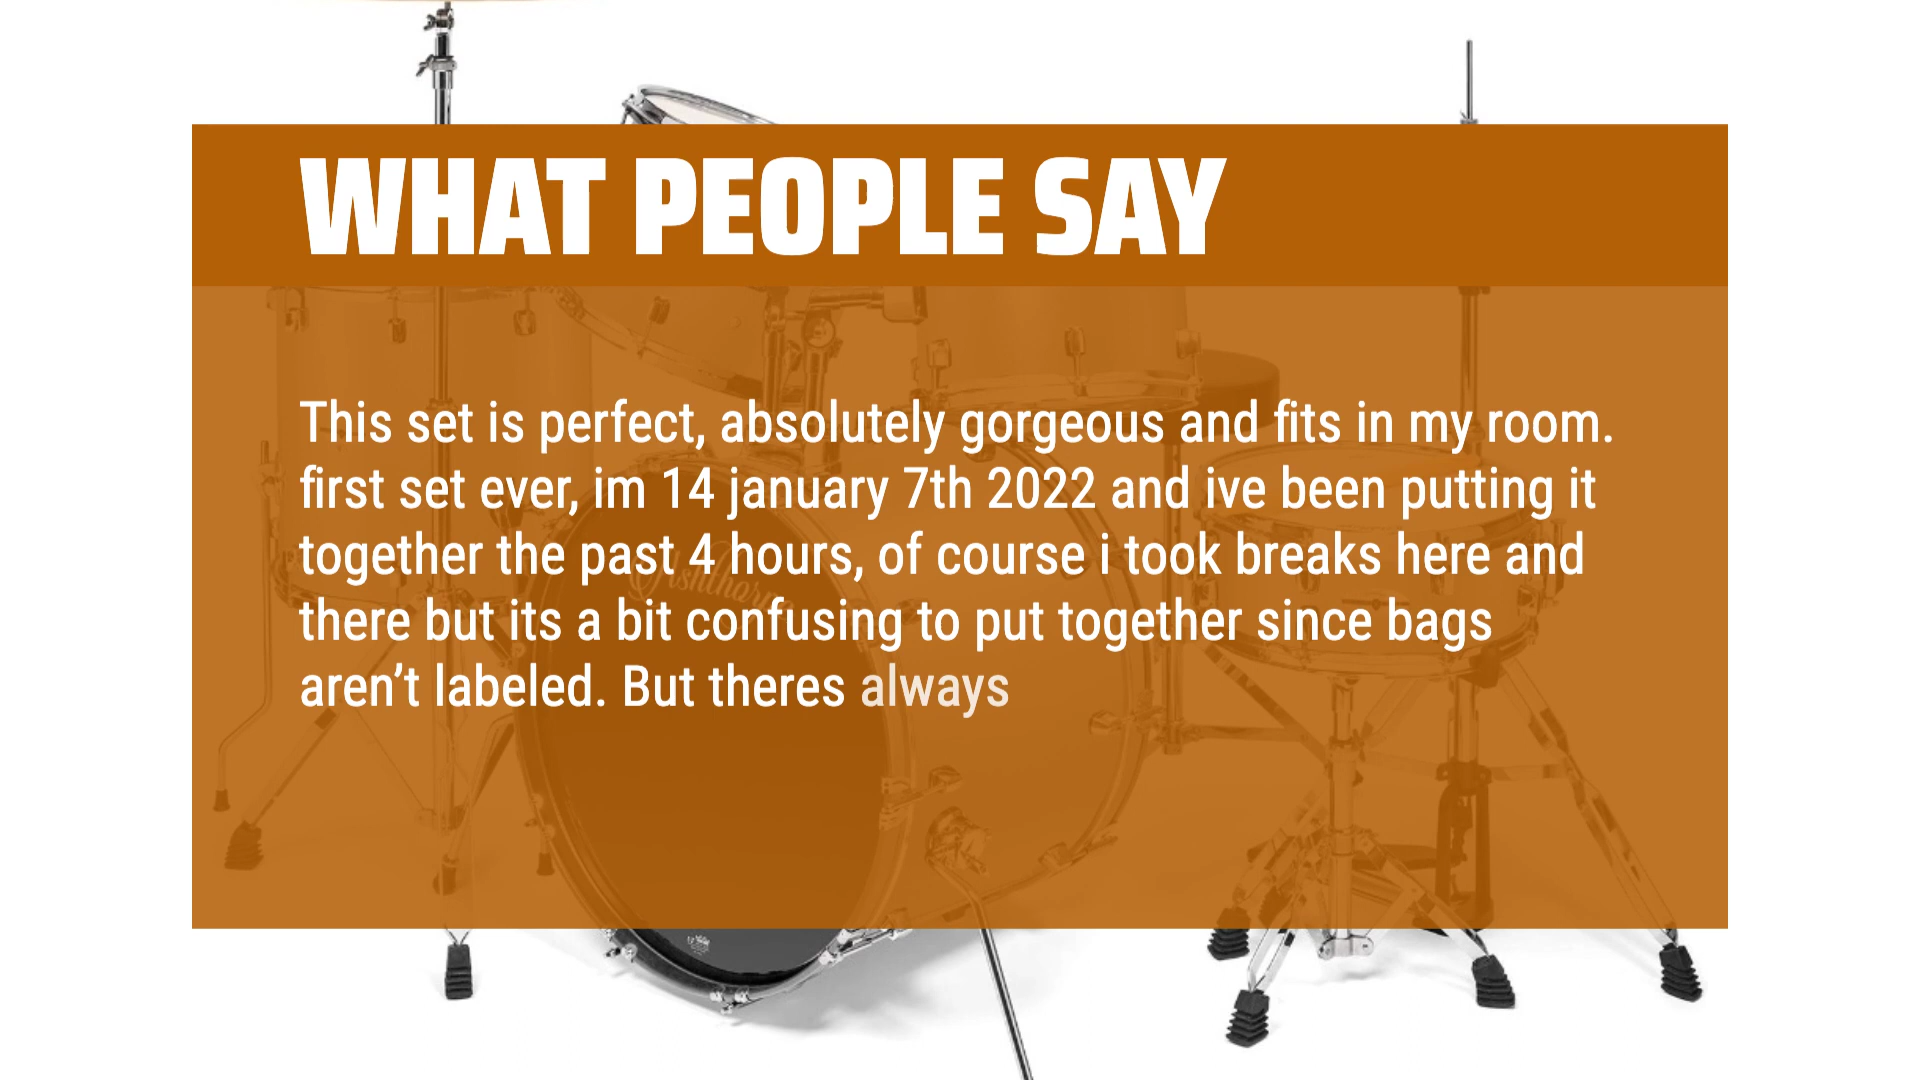 WHAT PEOPLE SAY
This set is perfect, absolutely gorgeous and fits in my room.
first set ever, im 14 january 7th 2022 and ive been putting it
together the past 4 hours, of course i took breaks here and
there but its a bit confusing to put together since bags
aren’t labeled. But theres always